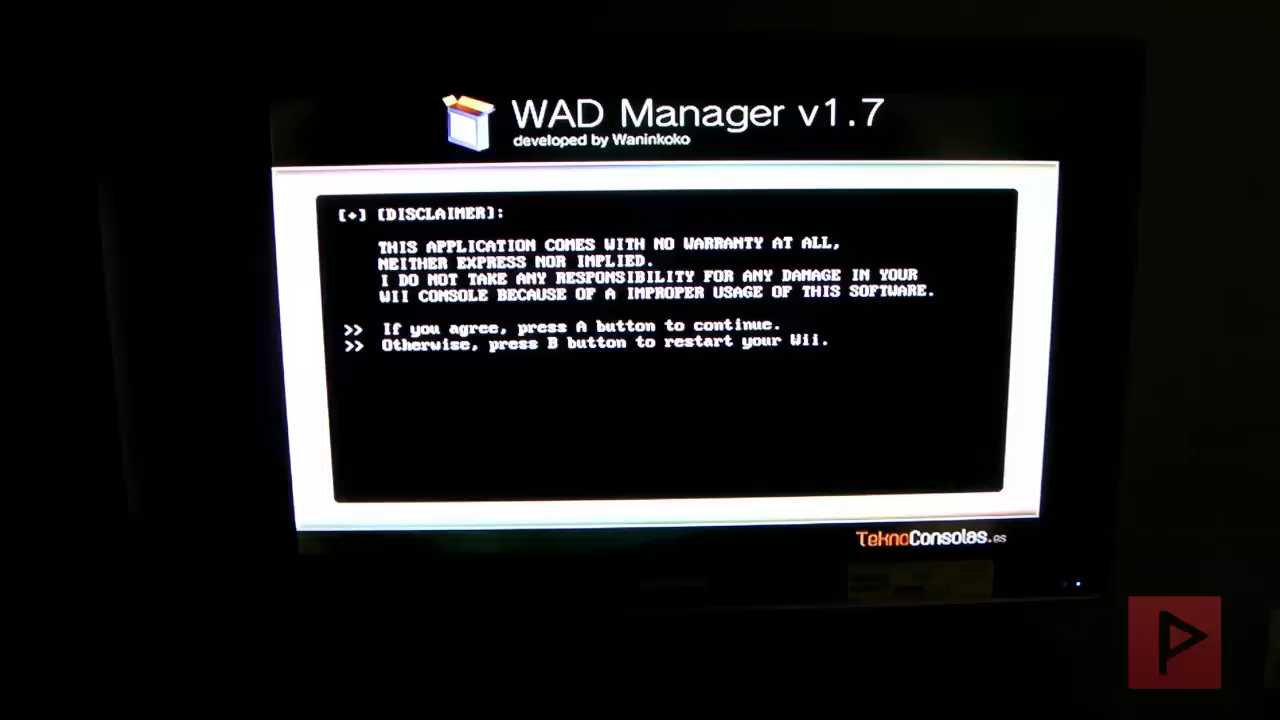 WAD Manager v1.7
developed by Waninkoko
[+] [DISCLAIMER]:
THIS APPLICATION COMES WITH NO WARRANTY AT ALL,
NEITHER EXPRESS NOR IMPLIED.
I DO NOT TAKE ANY RESPONSIBILITY FOR ANY DAMAGE IN YOUR
WII CONSOLE BECAUSE OF A IMPROPER USAGE OF THIS SOFTWARE.
>> If you agree, press A button to continue.
>> Otherwise, press B button to restart your Wii.
TeknoConsolas.es